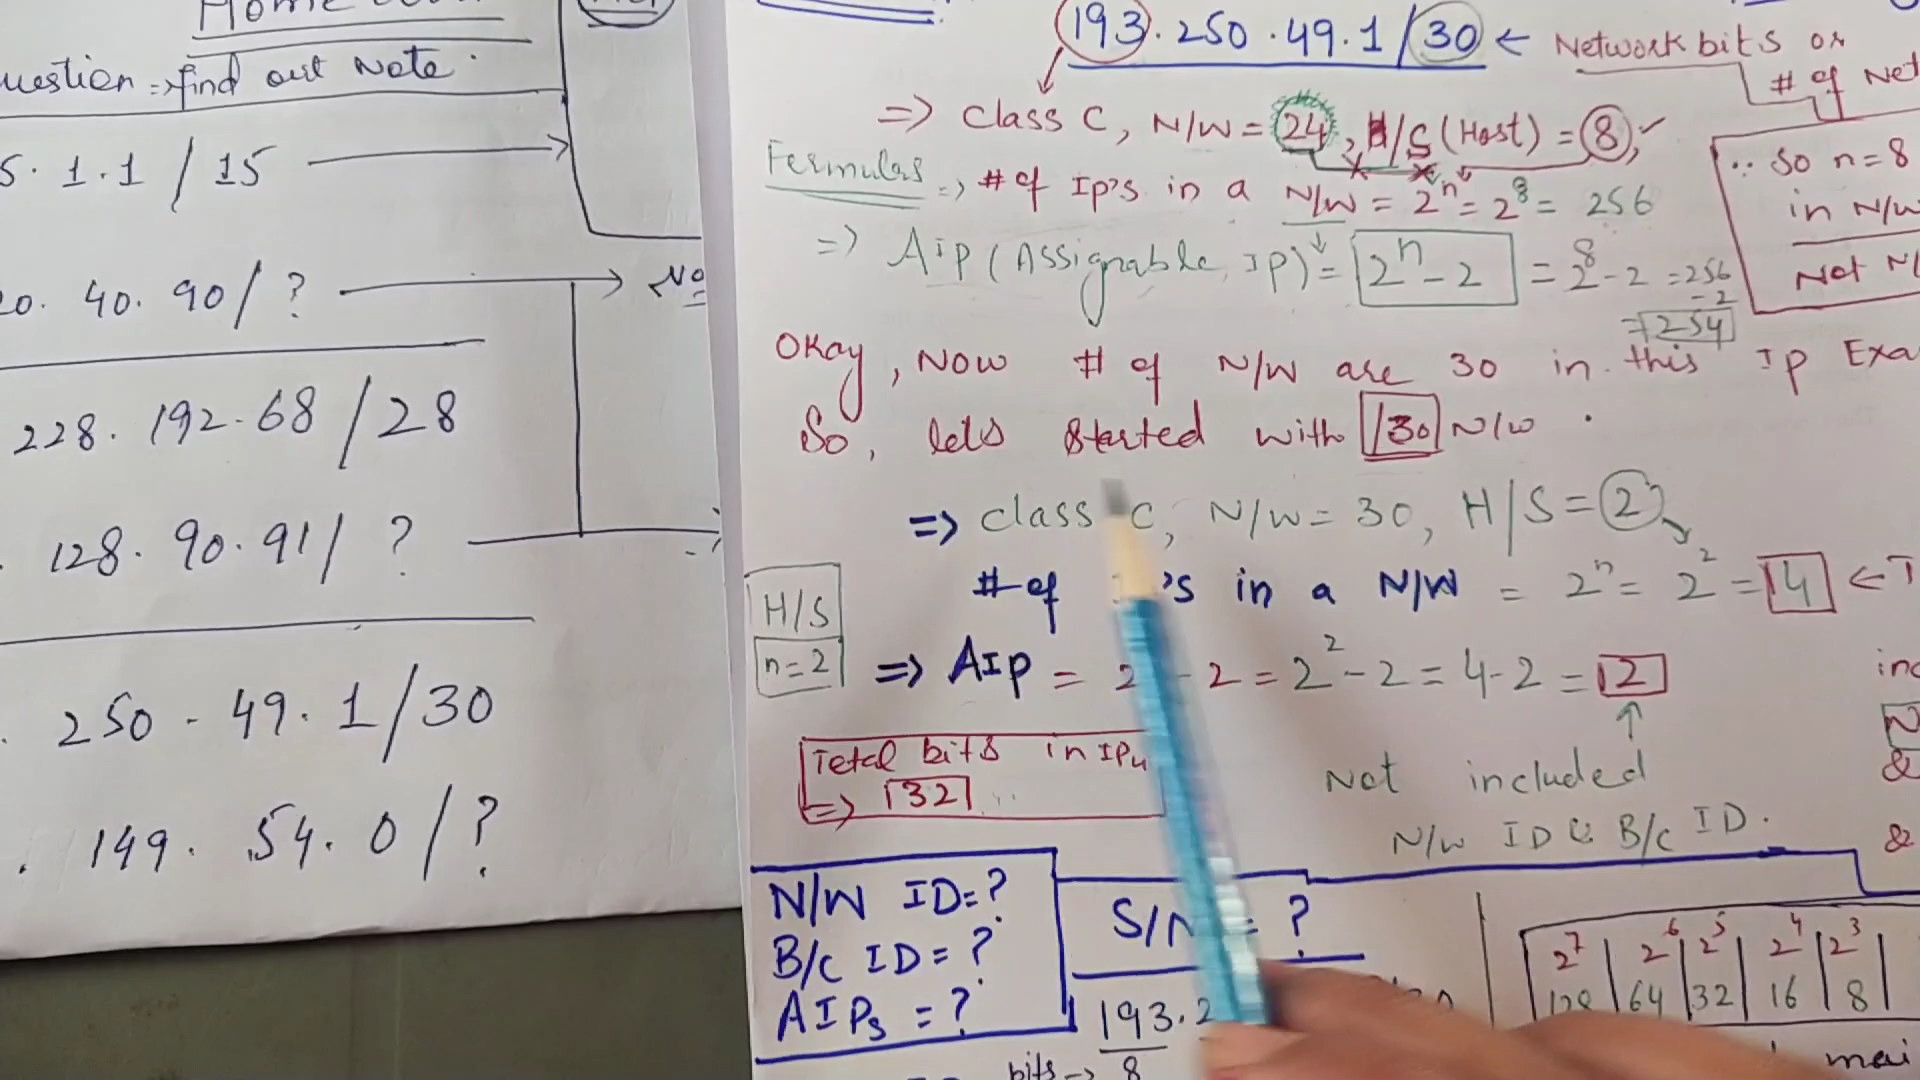 find out Note
5. 1.1 / 15
20. 40. 90 / ?
228. 192.68 / 28
128. 90.91 / ?
250 - 49. 1 / 30
149. 54. 0 / ?
193. 250 .49.1 / 30 ← Network bits or
# of Net
=> class C, N/W = 24, H/S (Host) = 8
Formulas => # of Ip's in a N/W = 2^n = 2^8 = 256
=> AIP (Assignable IP) = 2^n - 2 = 2^8 - 2 = 256
- 2
= 254
∵ So n = 8
in N/W
Not N/
Okay, Now # of N/W are 30 in this Ip Exa
So, lets started with /30 N/W.
=> class C, N/W = 30, H/S = 2
# of 's in a N/W = 2^n = 2^2 = 4 ← T
H/S
n = 2
=> AIP = 2 - 2 = 2^2 - 2 = 4-2 = 2
Total bits in IPv4
=> 32
Not included
N/W ID & B/C ID.
inc
N
&
&
N/W ID = ?
B/C ID = ?
AIPs = ?
S/N = ?
193.2
bits → 8
2^7 | 2^6 | 2^5 | 2^4 | 2^3
128 | 64 | 32 | 16 | 8